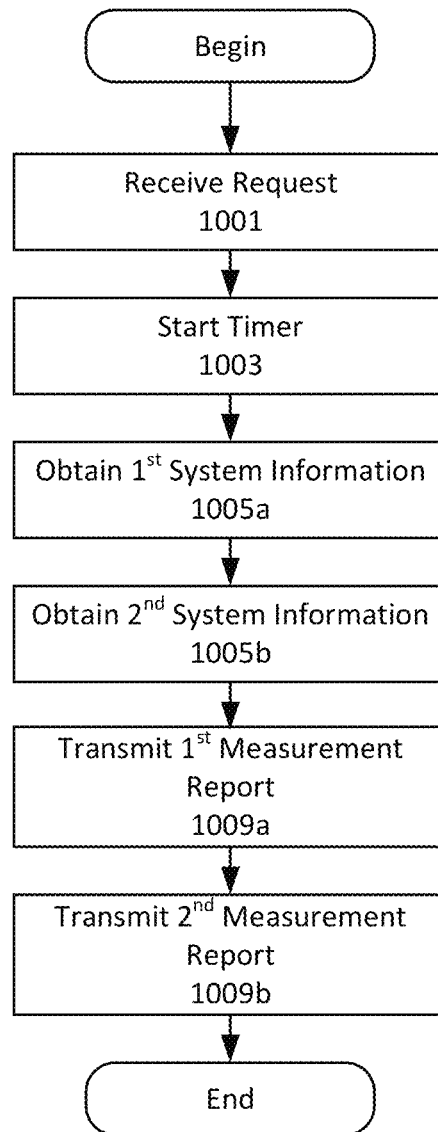 Begin
Receive Request
1001
Start Timer
1003
Obtain 1st System Information
1005a
Obtain 2nd System Information
1005b
Transmit 1st Measurement
Report
1009a
Transmit 2nd Measurement
Report
1009b
End